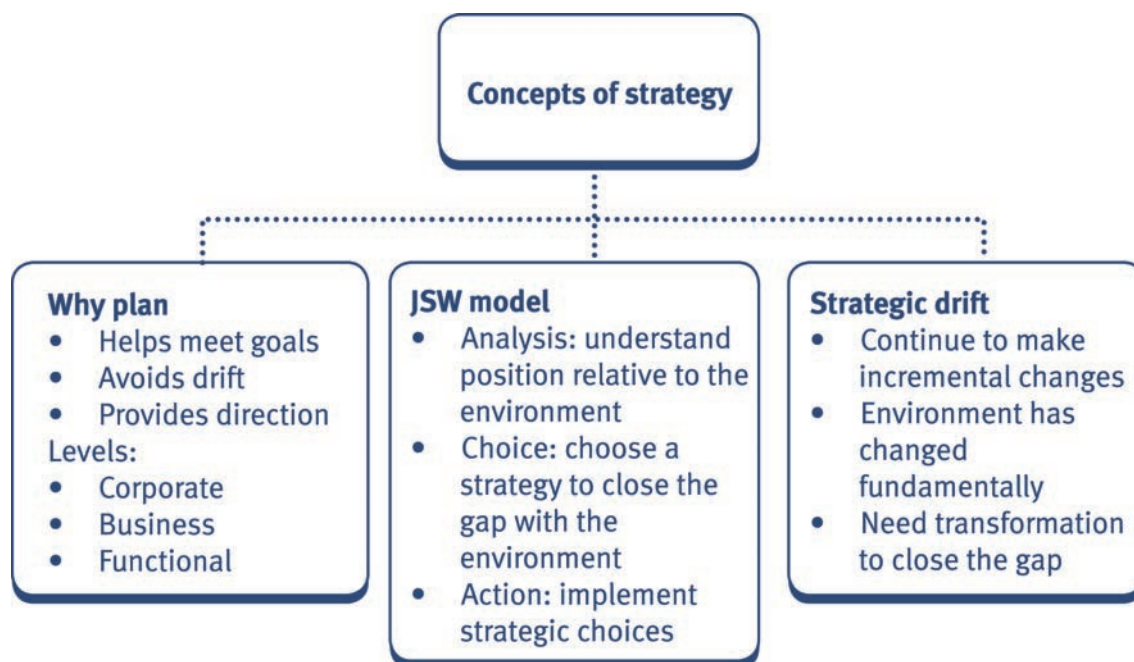 Concepts of strategy
Why plan
• Helps meet goals
• Avoids drift
• Provides direction
Levels:
• Corporate
• Business
• Functional
JSW model
• Analysis: understand
position relative to the
environment
• Choice: choose a
strategy to close the
gap with the
environment
• Action: implement
strategic choices
Strategic drift
• Continue to make
incremental changes
• Environment has
changed
fundamentally
• Need transformation
to close the gap